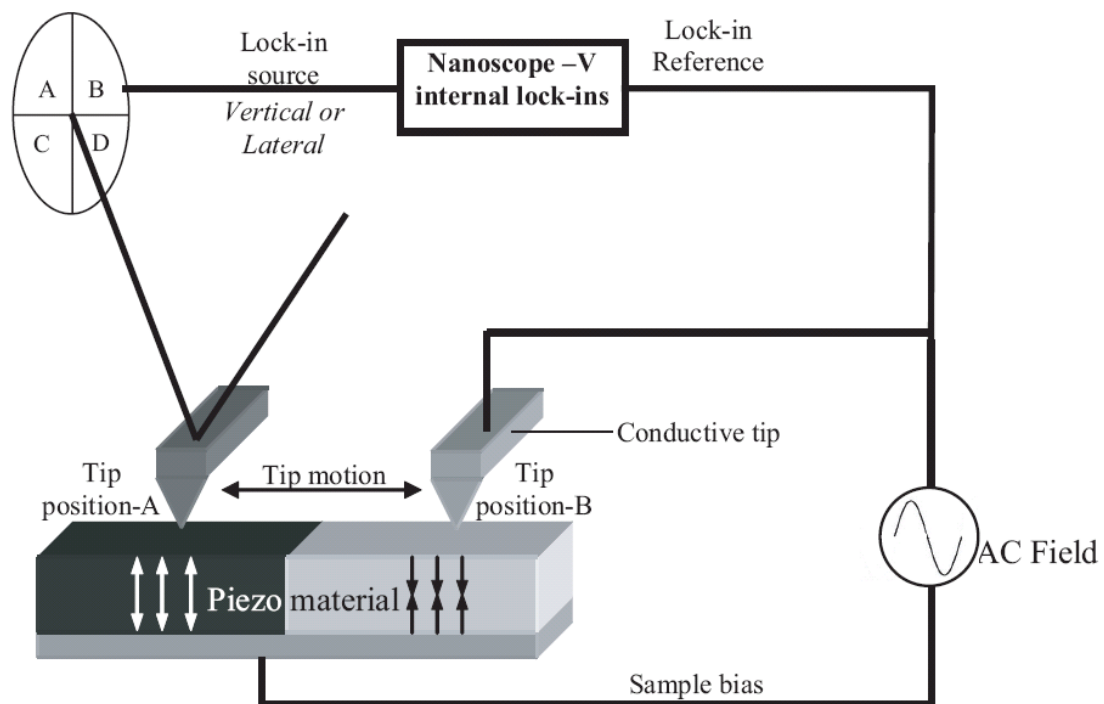 A B
C D
Lock-in
source
Vertical or
Lateral
Nanoscope –V
internal lock-ins
Lock-in
Reference
Conductive tip
Tip
position-A
Tip motion
Tip
position-B
AC Field
Piezo material
Sample bias